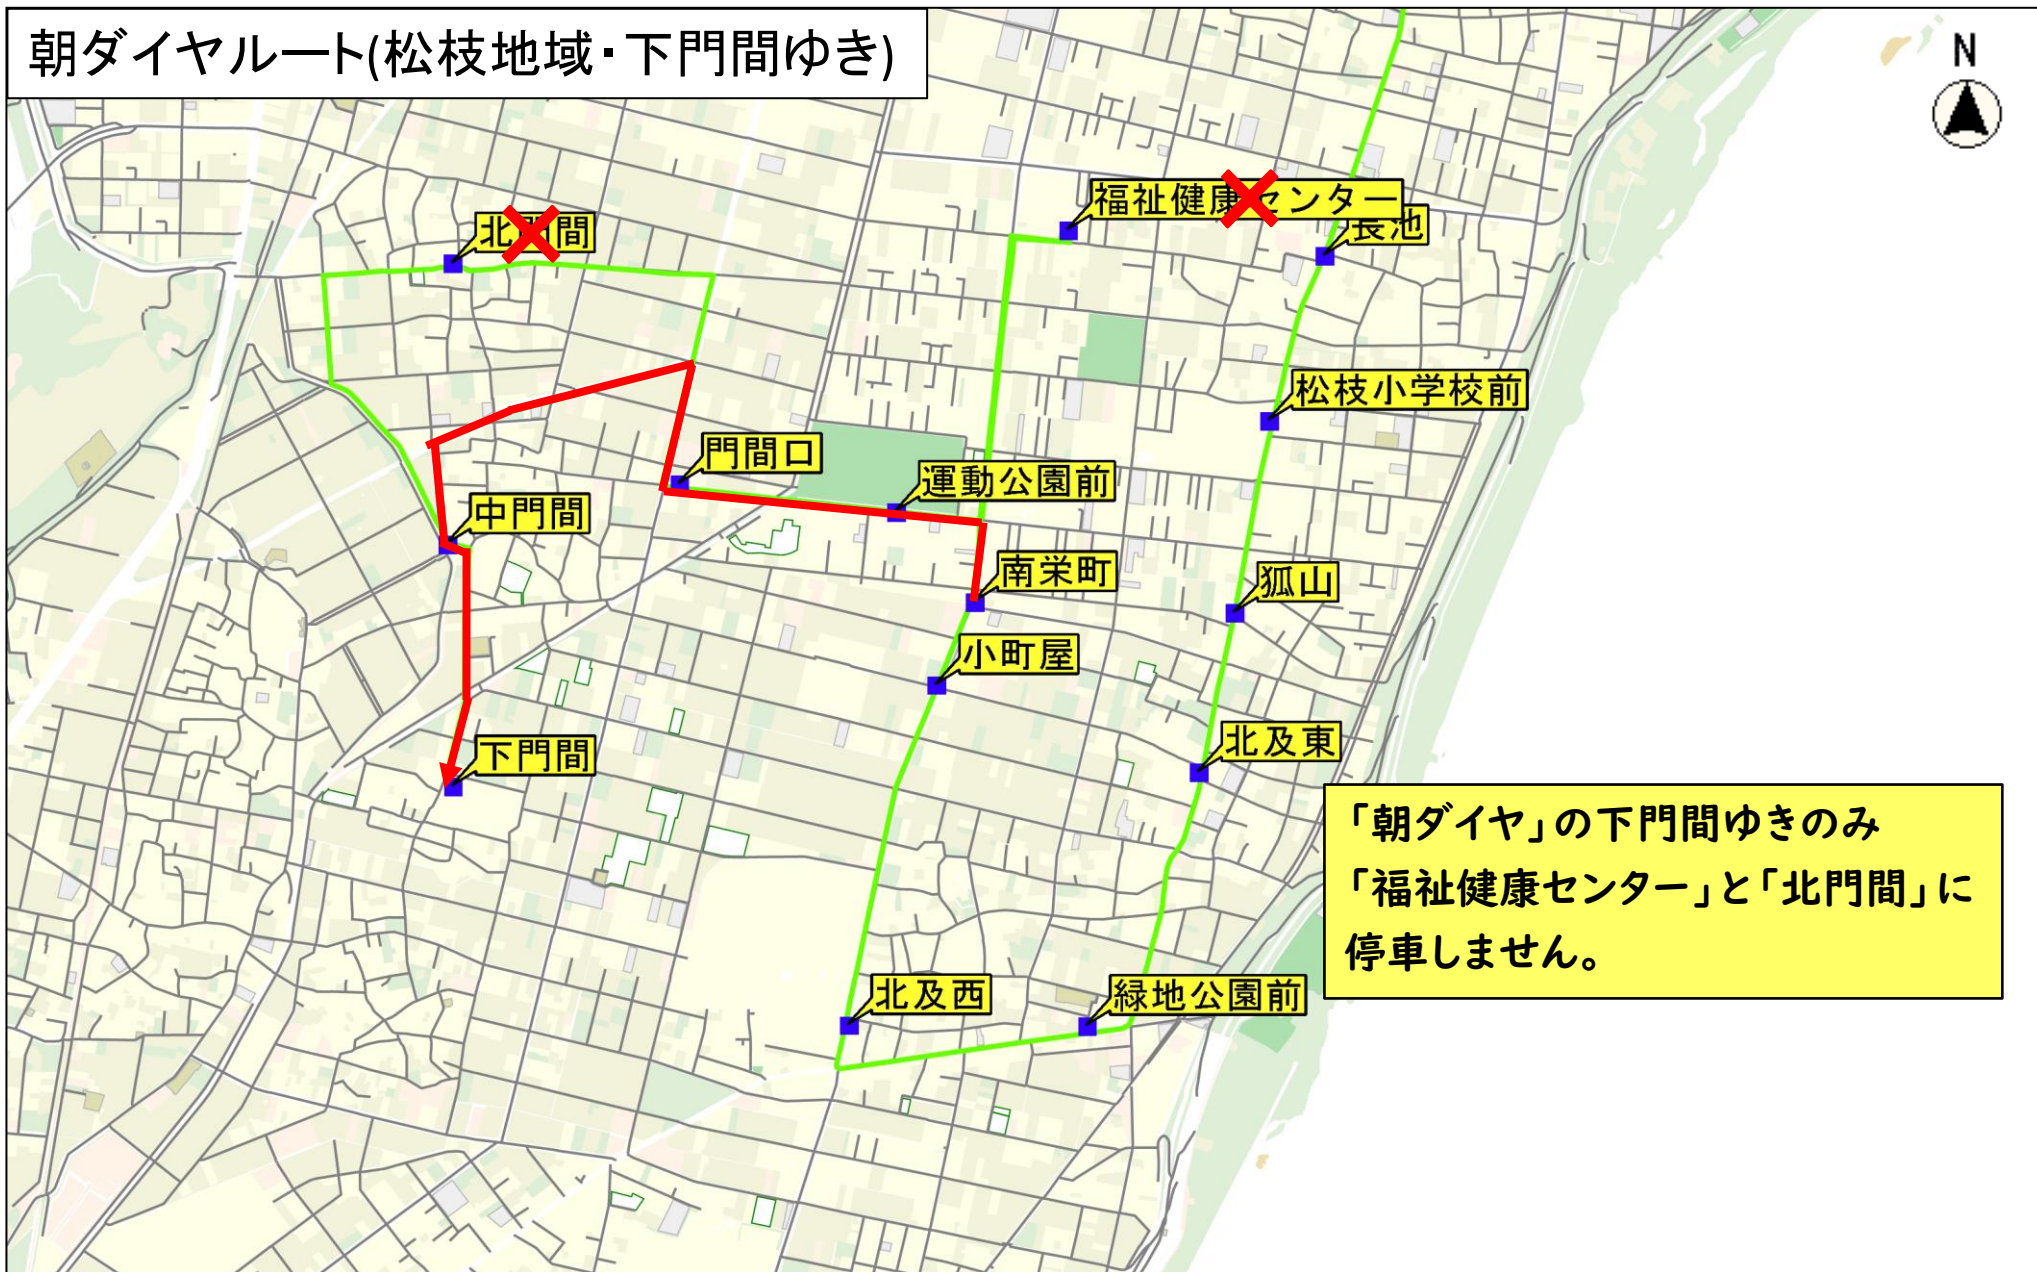 朝ダイヤルート(松枝地域・下門間ゆき)
N
福祉健康センター
北門間
長池
松枝小学校前
門間口
運動公園前
中門間
南栄町
狐山
小町屋
北及東
下門間
「朝ダイヤ」の下門間ゆきのみ
「福祉健康センター」と「北門間」に
停車しません。
北及西
緑地公園前